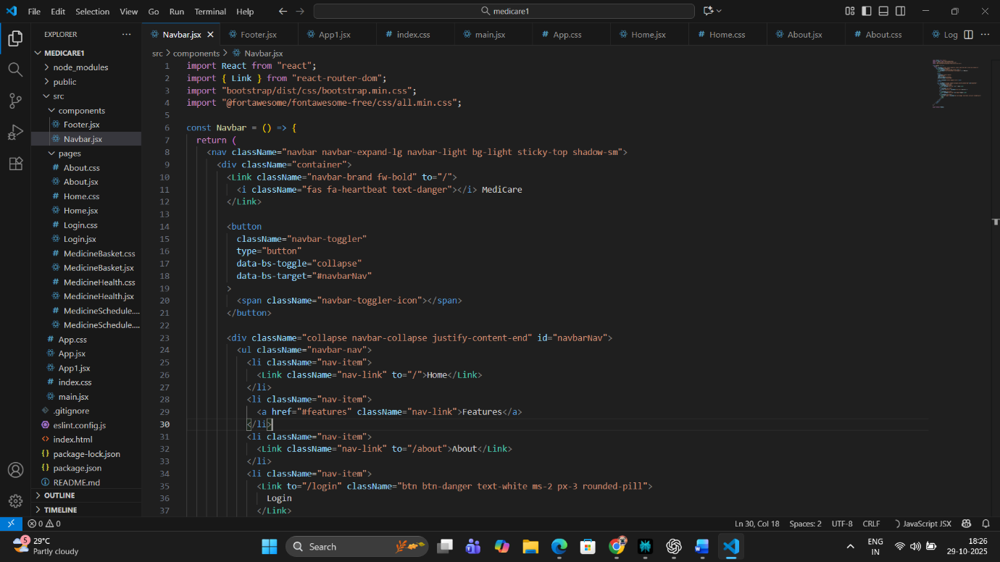 File Edit Selection View Go Run Terminal Help
medicare1
EXPLORER
MEDICARE1
node_modules
public
src
components
Footer.jsx
Navbar.jsx
pages
About.css
About.jsx
Home.css
Home.jsx
Login.css
Login.jsx
MedicineBasket.css
MedicineBasket.jsx
MedicineHealth.css
MedicineHealth.jsx
MedicineSchedule....
MedicineSchedule....
App.css
App.jsx
App1.jsx
index.css
main.jsx
.gitignore
eslint.config.js
index.html
package-lock.json
package.json
README.md
OUTLINE
TIMELINE
Navbar.jsx Footer.jsx App1.jsx index.css main.jsx App.css Home.jsx Home.css About.jsx About.css Log
src > components > Navbar.jsx
1 import React from "react";
2 import { Link } from "react-router-dom";
3 import "bootstrap/dist/css/bootstrap.min.css";
4 import "@fortawesome/fontawesome-free/css/all.min.css";
5
6 const Navbar = () => {
7 return (
8 <nav className="navbar navbar-expand-lg navbar-light bg-light sticky-top shadow-sm">
9 <div className="container">
10 <Link className="navbar-brand fw-bold" to="/">
11 <i className="fas fa-heartbeat text-danger"></i> MediCare
12 </Link>
13
14 <button
15 className="navbar-toggler"
16 type="button"
17 data-bs-toggle="collapse"
18 data-bs-target="#navbarNav"
19 >
20 <span className="navbar-toggler-icon"></span>
21 </button>
22
23 <div className="collapse navbar-collapse justify-content-end" id="navbarNav">
24 <ul className="navbar-nav">
25 <li className="nav-item">
26 <Link className="nav-link" to="/">Home</Link>
27 </li>
28 <li className="nav-item">
29 <a href="#features" className="nav-link">Features</a>
30 </li>
31 <li className="nav-item">
32 <Link className="nav-link" to="/about">About</Link>
33 </li>
34 <li className="nav-item">
35 <Link to="/login" className="btn btn-danger text-white ms-2 px-3 rounded-pill">
36 Login
37 </Link>
0 0 Ln 30, Col 18 Spaces: 2 UTF-8 CRLF JavaScript JSX
5 29°C
Partly cloudy
Search
ENG
IN
18:26
29-10-2025